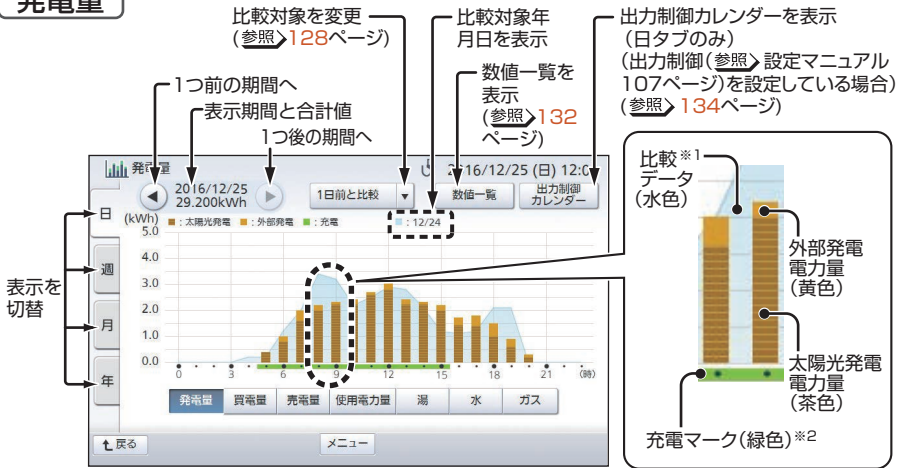 発電量
比較対象を変更
(参照 128ページ)
比較対象年
月日を表示
出力制御カレンダーを表示
(日タブのみ)
(出力制御(参照 設定マニュアル
107ページ)を設定している場合)
(参照 134ページ)
数値一覧を
表示
(参照 132
ページ)
1つ前の期間へ
表示期間と合計値
1つ後の期間へ
発電量
2016/12/25 (日) 12:0
2016/12/25
29.200kWh
1日前と比較
数値一覧
出力制御
カレンダー
日
週
月
年
表示を
切替
(kWh)
:太陽光発電 :外部発電 :充電
:12/24
5.0
4.0
3.0
2.0
1.0
0.0
0 3 6 9 12 15 18 21 (時)
発電量 買電量 売電量 使用電力量 湯 水 ガス
戻る
メニュー
比較※1
データ
(水色)
外部発電
電力量
(黄色)
太陽光発電
電力量
(茶色)
充電マーク(緑色)※2